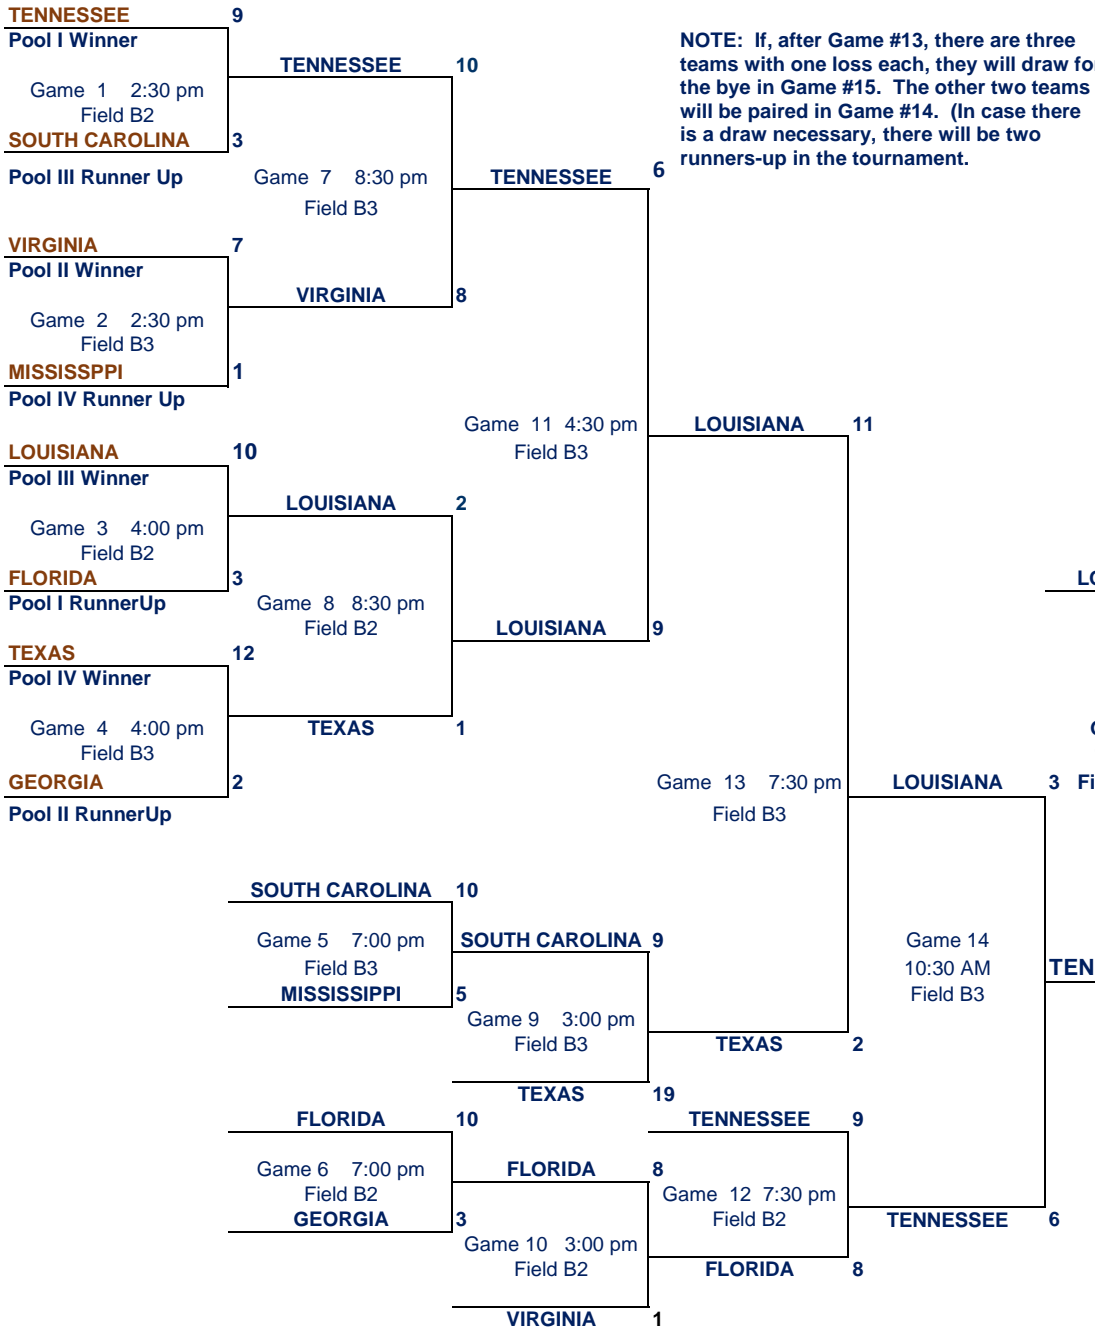 TENNESSEE 9
Pool I Winner
Game 1 2:30 pm
Field B2
SOUTH CAROLINA 3
Pool III Runner Up
TENNESSEE 10
Game 7 8:30 pm
Field B3
VIRGINIA 7
Pool II Winner
Game 2 2:30 pm
Field B3
MISSISSPPI 1
Pool IV Runner Up
VIRGINIA 8
TENNESSEE 6
NOTE: If, after Game #13, there are three
teams with one loss each, they will draw for
the bye in Game #15. The other two teams
will be paired in Game #14. (In case there
is a draw necessary, there will be two
runners-up in the tournament.
Game 11 4:30 pm
Field B3
LOUISIANA 11
LOUISIANA 10
Pool III Winner
Game 3 4:00 pm
Field B2
FLORIDA 3
Pool I RunnerUp
LOUISIANA 2
Game 8 8:30 pm
Field B2
LOUISIANA 9
TEXAS 12
Pool IV Winner
Game 4 4:00 pm
Field B3
GEORGIA 2
Pool II RunnerUp
TEXAS 1
Game 13 7:30 pm
Field B3
LOUISIANA 3
SOUTH CAROLINA 10
Game 5 7:00 pm
Field B3
MISSISSIPPI 5
SOUTH CAROLINA 9
Game 9 3:00 pm
Field B3
TEXAS 19
TEXAS 2
Game 14
10:30 AM
Field B3
FLORIDA 10
Game 6 7:00 pm
Field B2
GEORGIA 3
FLORIDA 8
Game 10 3:00 pm
Field B2
VIRGINIA 1
TENNESSEE 9
Game 12 7:30 pm
Field B2
FLORIDA 8
TENNESSEE 6